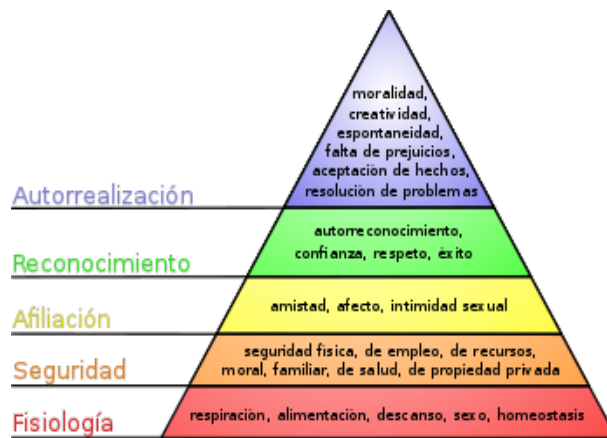 moralidad,
creatividad,
espontaneidad,
falta de prejuicios,
aceptación de hechos,
resolución de problemas
Autorrealización
autorreconocimiento,
confianza, respeto, éxito
Reconocimiento
amistad, afecto, intimidad sexual
Afiliación
seguridad física, de empleo, de recursos,
moral, familiar, de salud, de propiedad privada
Seguridad
respiración, alimentación, descanso, sexo, homeostasis
Fisiología